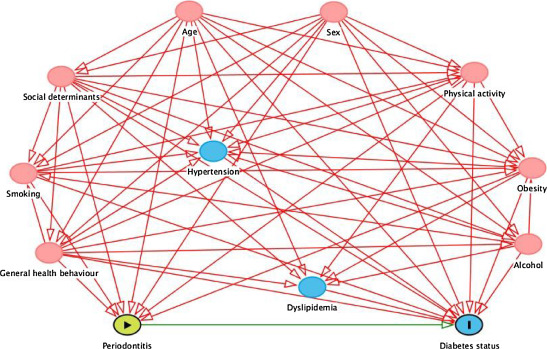 Age
Sex
Social determinants
Physical activity
Hypertension
Smoking
Obesity
General health behaviour
Alcohol
Dyslipidemia
Periodontitis
Diabetes status